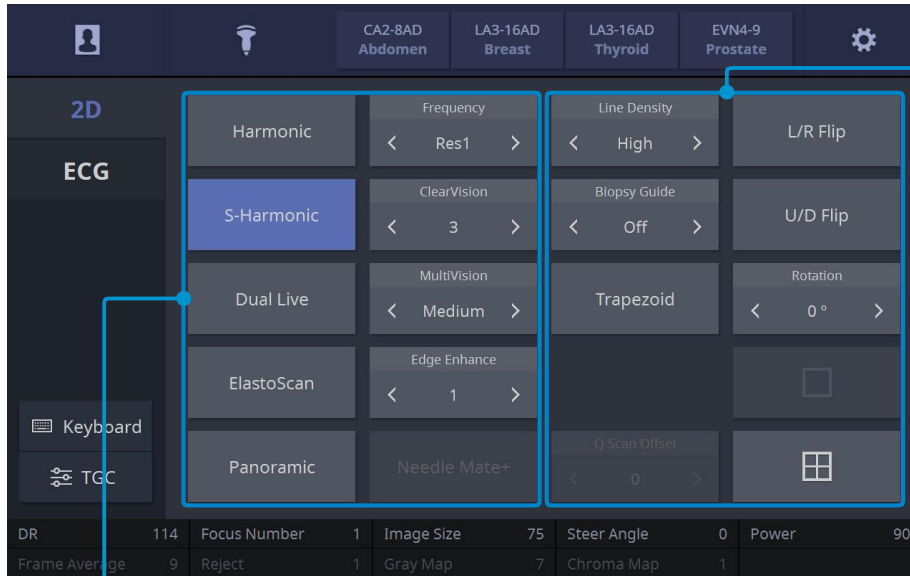 CA2-8AD
Abdomen
LA3-16AD
Breast
LA3-16AD
Thyroid
EVN4-9
Prostate
2D
ECG
Keyboard
TGC
Harmonic
Frequency
Res1
Line Density
High
L/R Flip
S-Harmonic
ClearVision
3
Biopsy Guide
Off
U/D Flip
Dual Live
MultiVision
Medium
Trapezoid
Rotation
0 °
ElastoScan
Edge Enhance
1
Panoramic
Needle Mate+
Q Scan Offset
0
DR 114 Focus Number 1 Image Size 75 Steer Angle 0 Power 90
Frame Average 9 Reject 1 Gray Map 7 Chroma Map 1